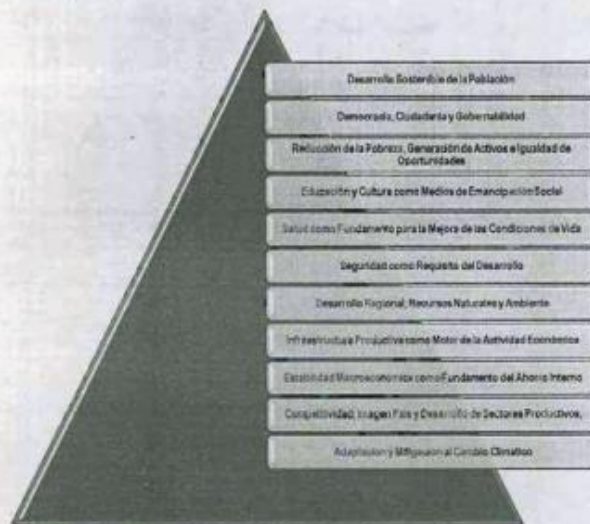 Desarrollo Sostenible de la Población
Democracia, Ciudadanía y Gobernabilidad
Reducción de la Pobreza, Generación de Activos e Igualdad de
Oportunidades
Educación y Cultura como Medios de Emancipación Social
Salud como Fundamento para la Mejora de las Condiciones de Vida
Seguridad como Requisito del Desarrollo
Desarrollo Regional, Recursos Naturales y Ambiente
Infraestructura Productiva como Motor de la Actividad Económica
Estabilidad Macroeconómica como Fundamento del Ahorro Interno
Competitividad, Imagen País y Desarrollo de Sectores Productivos,
Adaptación y Mitigación al Cambio Climático